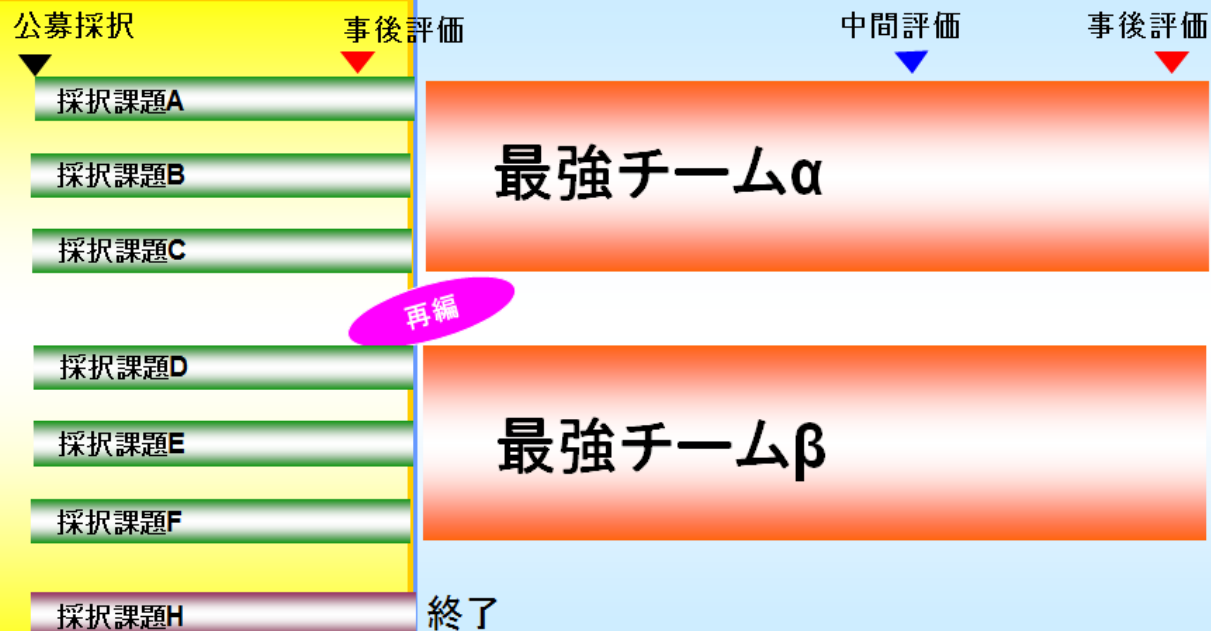 公募採択
事後評価
中間評価
事後評価
採択課題A
採択課題B
採択課題C
最強チームα
再編
採択課題D
採択課題E
採択課題F
最強チームβ
採択課題H
終了